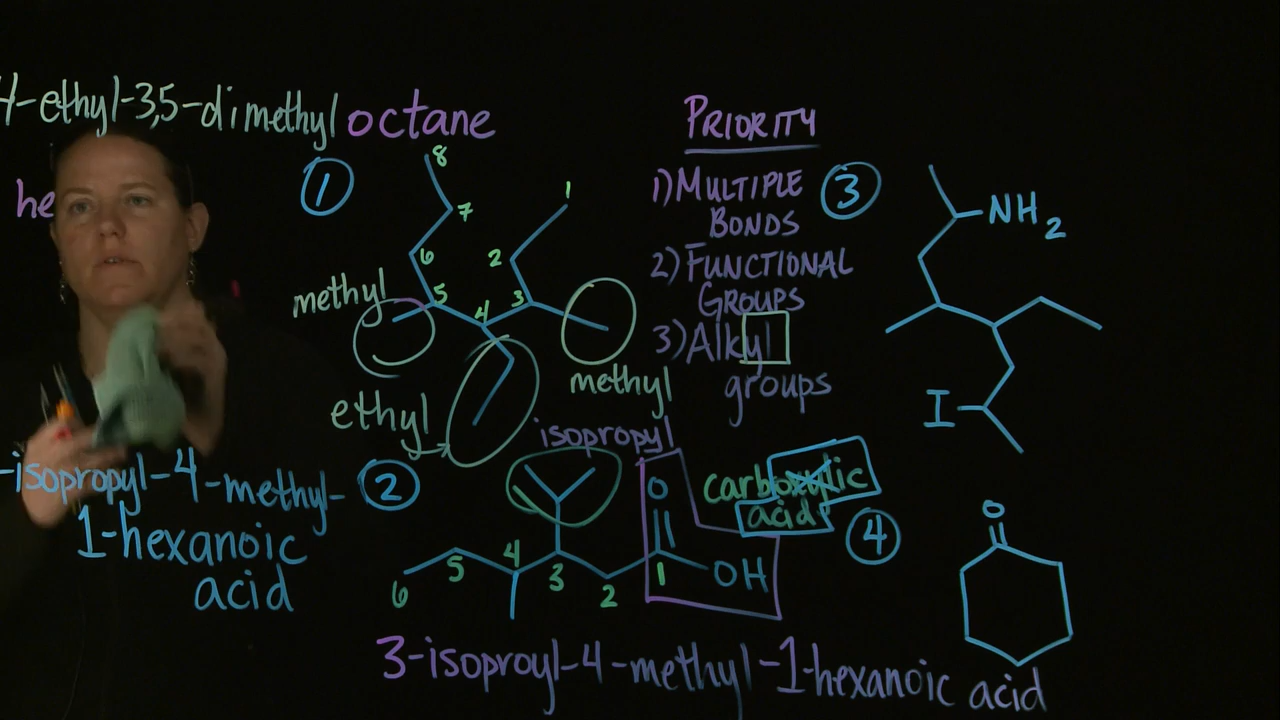 4-ethyl-3,5-dimethyl octane
he
1
8
7
6
5
4
3
2
1
methyl
ethyl
methyl
PRIORITY
1) MULTIPLE
BONDS
2) FUNCTIONAL
GROUPS
3) Alkyl
groups
3
NH2
I
-isopropyl-4-methyl-
1-hexanoic
acid
2
isopropyl
O
OH
6
5
4
3
2
1
carboxylic
acid
4
O
3-isoproyl-4-methyl-1-hexanoic acid